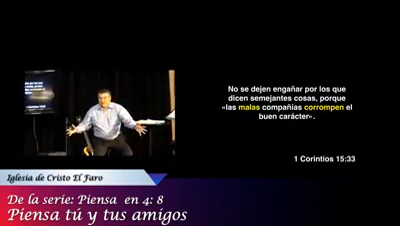 No se dejen engañar por los que
dicen semejantes cosas, porque
«las malas compañías corrompen el
buen carácter».
1 Corintios 15:33
Iglesia de Cristo El Faro
De la serie: Piensa en 4: 8
Piensa tú y tus amigos